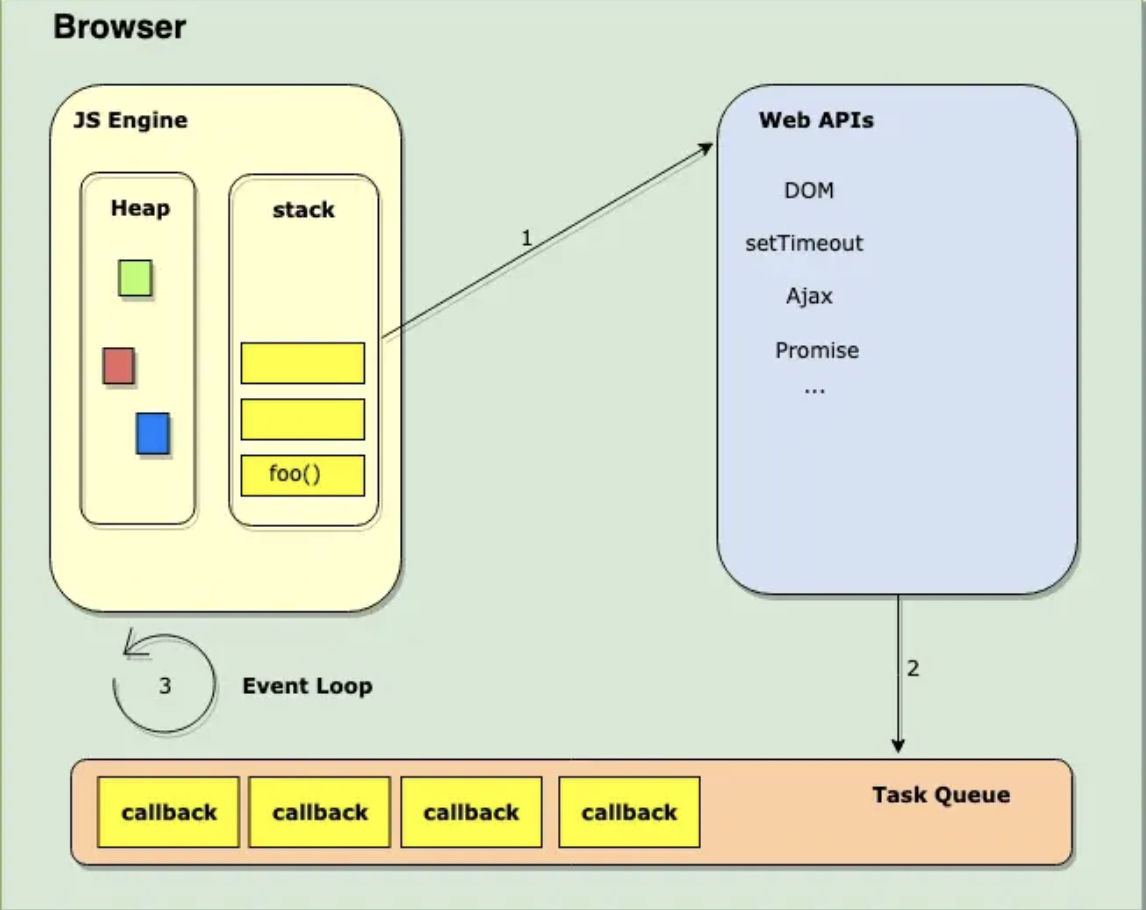 Browser
JS Engine
Heap
stack
foo()
1
Web APIs
DOM
setTimeout
Ajax
Promise
...
2
3
Event Loop
callback
callback
callback
callback
Task Queue